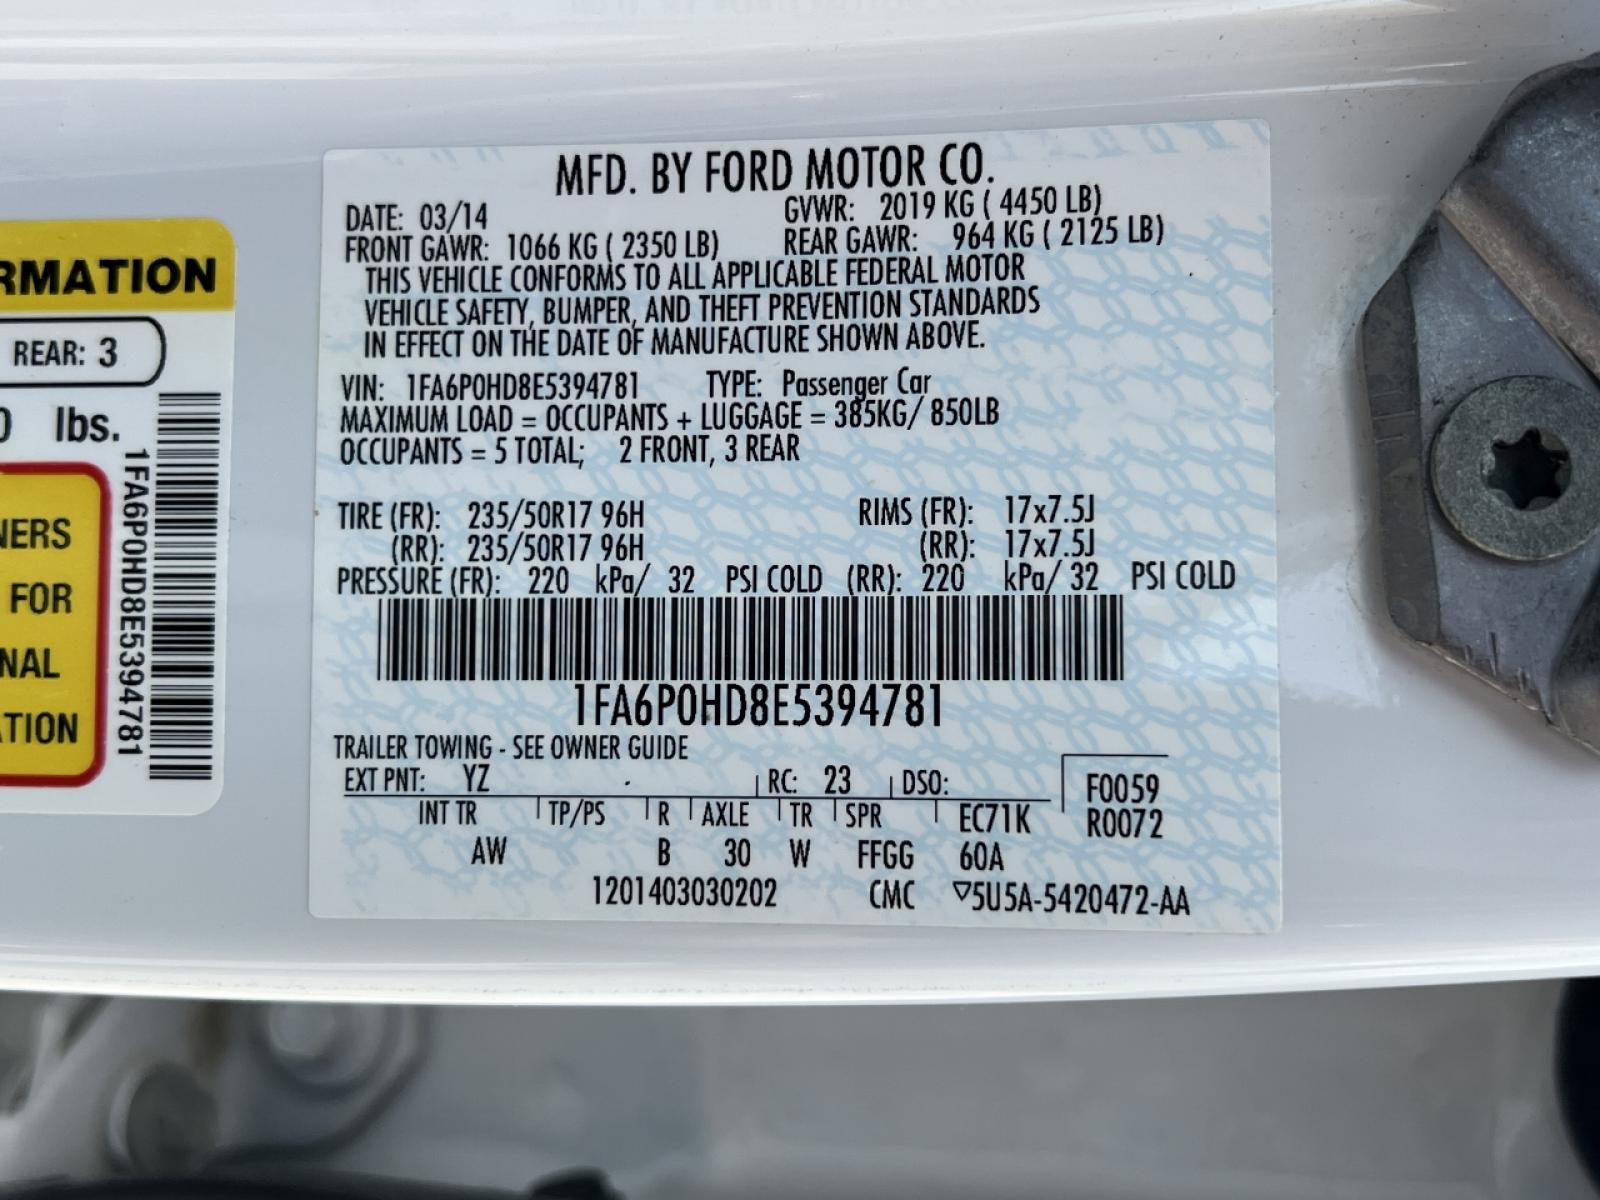 MFD. BY FORD MOTOR CO.
DATE: 03/14 GVWR: 2019 KG ( 4450 LB)
FRONT GAWR: 1066 KG ( 2350 LB) REAR GAWR: 964 KG ( 2125 LB)
THIS VEHICLE CONFORMS TO ALL APPLICABLE FEDERAL MOTOR
VEHICLE SAFETY, BUMPER, AND THEFT PREVENTION STANDARDS
IN EFFECT ON THE DATE OF MANUFACTURE SHOWN ABOVE.
VIN: 1FA6P0HD8E5394781 TYPE: Passenger Car
MAXIMUM LOAD = OCCUPANTS + LUGGAGE = 385KG/ 850LB
OCCUPANTS = 5 TOTAL; 2 FRONT, 3 REAR
TIRE (FR): 235/50R17 96H RIMS (FR): 17x7.5J
(RR): 235/50R17 96H (RR): 17x7.5J
PRESSURE (FR): 220 kPa/ 32 PSI COLD (RR): 220 kPa/ 32 PSI COLD
1FA6P0HD8E5394781
TRAILER TOWING - SEE OWNER GUIDE
EXT PNT: YZ RC: 23 DSO: F0059
INT TR TP/PS R AXLE TR SPR EC71K R0072
AW B 30 W FFGG 60A
1201403030202 CMC ▽5U5A-5420472-AA
RMATION
REAR: 3
0 lbs.
NERS
FOR
NAL
TION
1FA6P0HD8E5394781